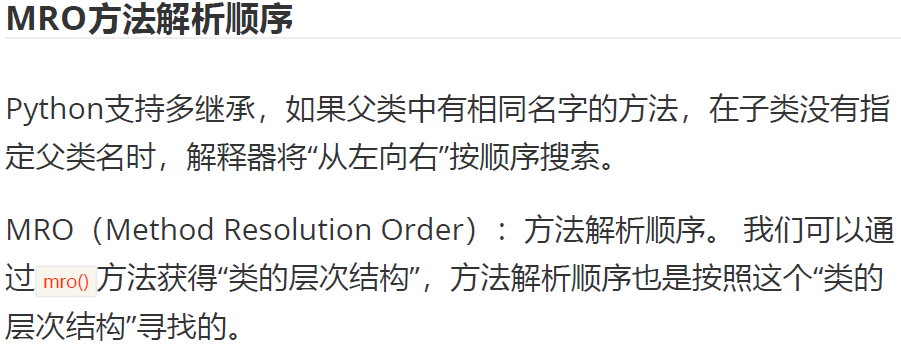 MRO方法解析顺序
Python支持多继承，如果父类中有相同名字的方法，在子类没有指
定父类名时，解释器将“从左向右”按顺序搜索。
MRO（Method Resolution Order）：方法解析顺序。 我们可以通
过mro()方法获得“类的层次结构”，方法解析顺序也是按照这个“类的
层次结构”寻找的。